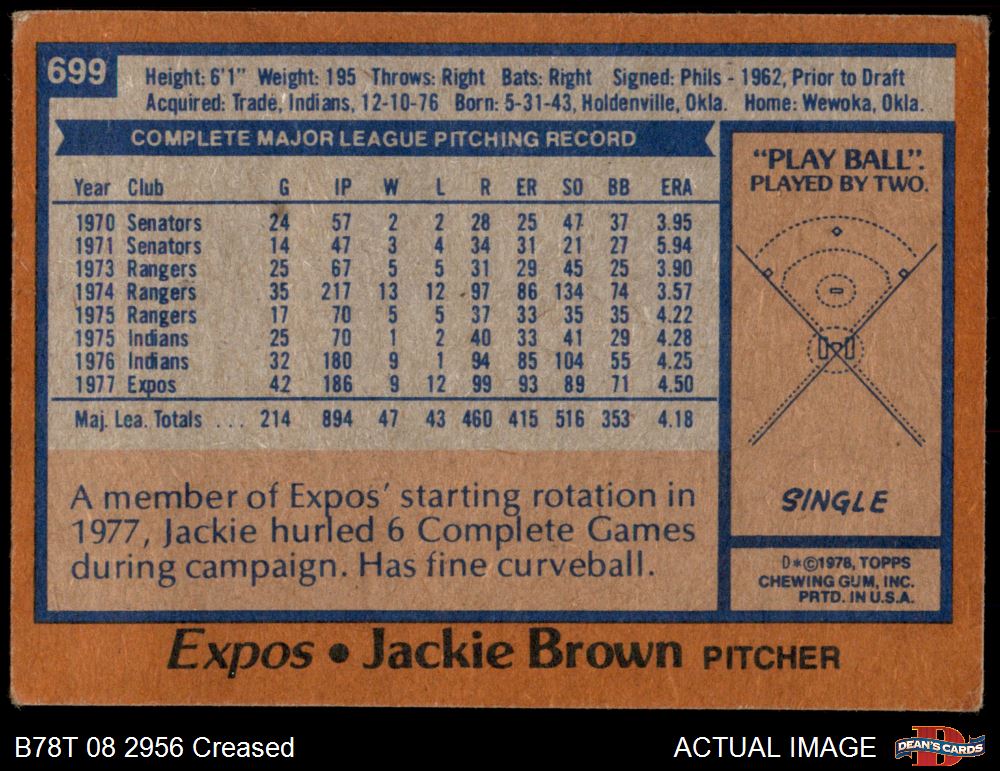 699
Height: 6'1" Weight: 195 Throws: Right Bats: Right Signed: Phils - 1962, Prior to Draft
Acquired: Trade, Indians, 12-10-76 Born: 5-31-43, Holdenville, Okla. Home: Wewoka, Okla.
COMPLETE MAJOR LEAGUE PITCHING RECORD
Year Club G IP W L R ER SO BB ERA
1970 Senators 24 57 2 2 28 25 47 37 3.95
1971 Senators 14 47 3 4 34 31 21 27 5.94
1973 Rangers 25 67 5 5 31 29 45 25 3.90
1974 Rangers 35 217 13 12 97 86 134 74 3.57
1975 Rangers 17 70 5 5 37 33 35 35 4.22
1975 Indians 25 70 1 2 40 33 41 29 4.28
1976 Indians 32 180 9 1 94 85 104 55 4.25
1977 Expos 42 186 9 12 99 93 89 71 4.50
Maj. Lea. Totals . . . 214 894 47 43 460 415 516 353 4.18
A member of Expos' starting rotation in
1977, Jackie hurled 6 Complete Games
during campaign. Has fine curveball.
"PLAY BALL".
PLAYED BY TWO.
SINGLE
D*©1978, TOPPS
CHEWING GUM, INC.
PRTD. IN U.S.A.
Expos • Jackie Brown PITCHER
B78T 08 2956 Creased
ACTUAL IMAGE
DEAN'S CARDS